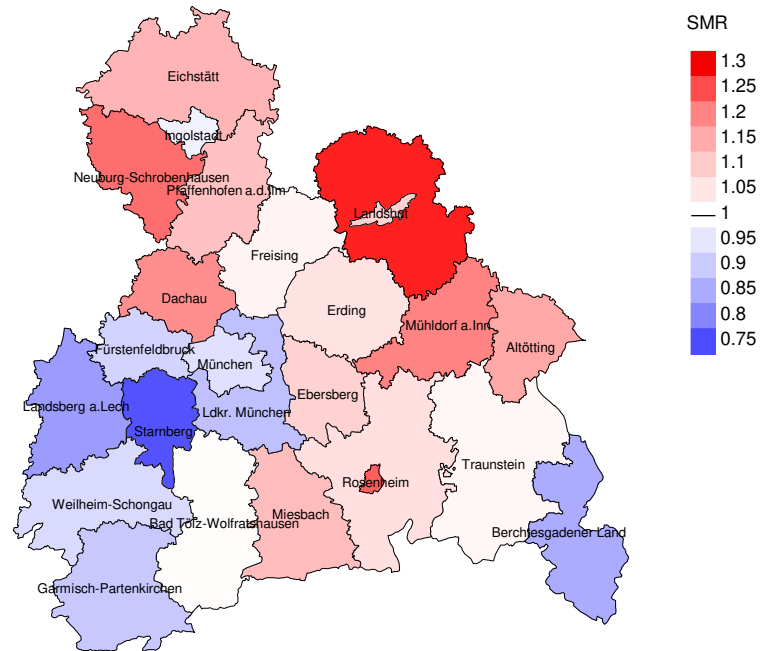 SMR
1.3
1.25
1.2
1.15
1.1
1.05
1
0.95
0.9
0.85
0.8
0.75
Eichstätt
Ingolstadt
Neuburg-Schrobenhausen
Pfaffenhofen a.d.Ilm
Landshut
Freising
Dachau
Erding
Mühldorf a.Inn
Altötting
Fürstenfeldbruck
München
Ebersberg
Landsberg a.Lech
Ldkr. München
Starnberg
Traunstein
Rosenheim
Weilheim-Schongau
Miesbach
Bad Tölz-Wolfratshausen
Berchtesgadener Land
Garmisch-Partenkirchen